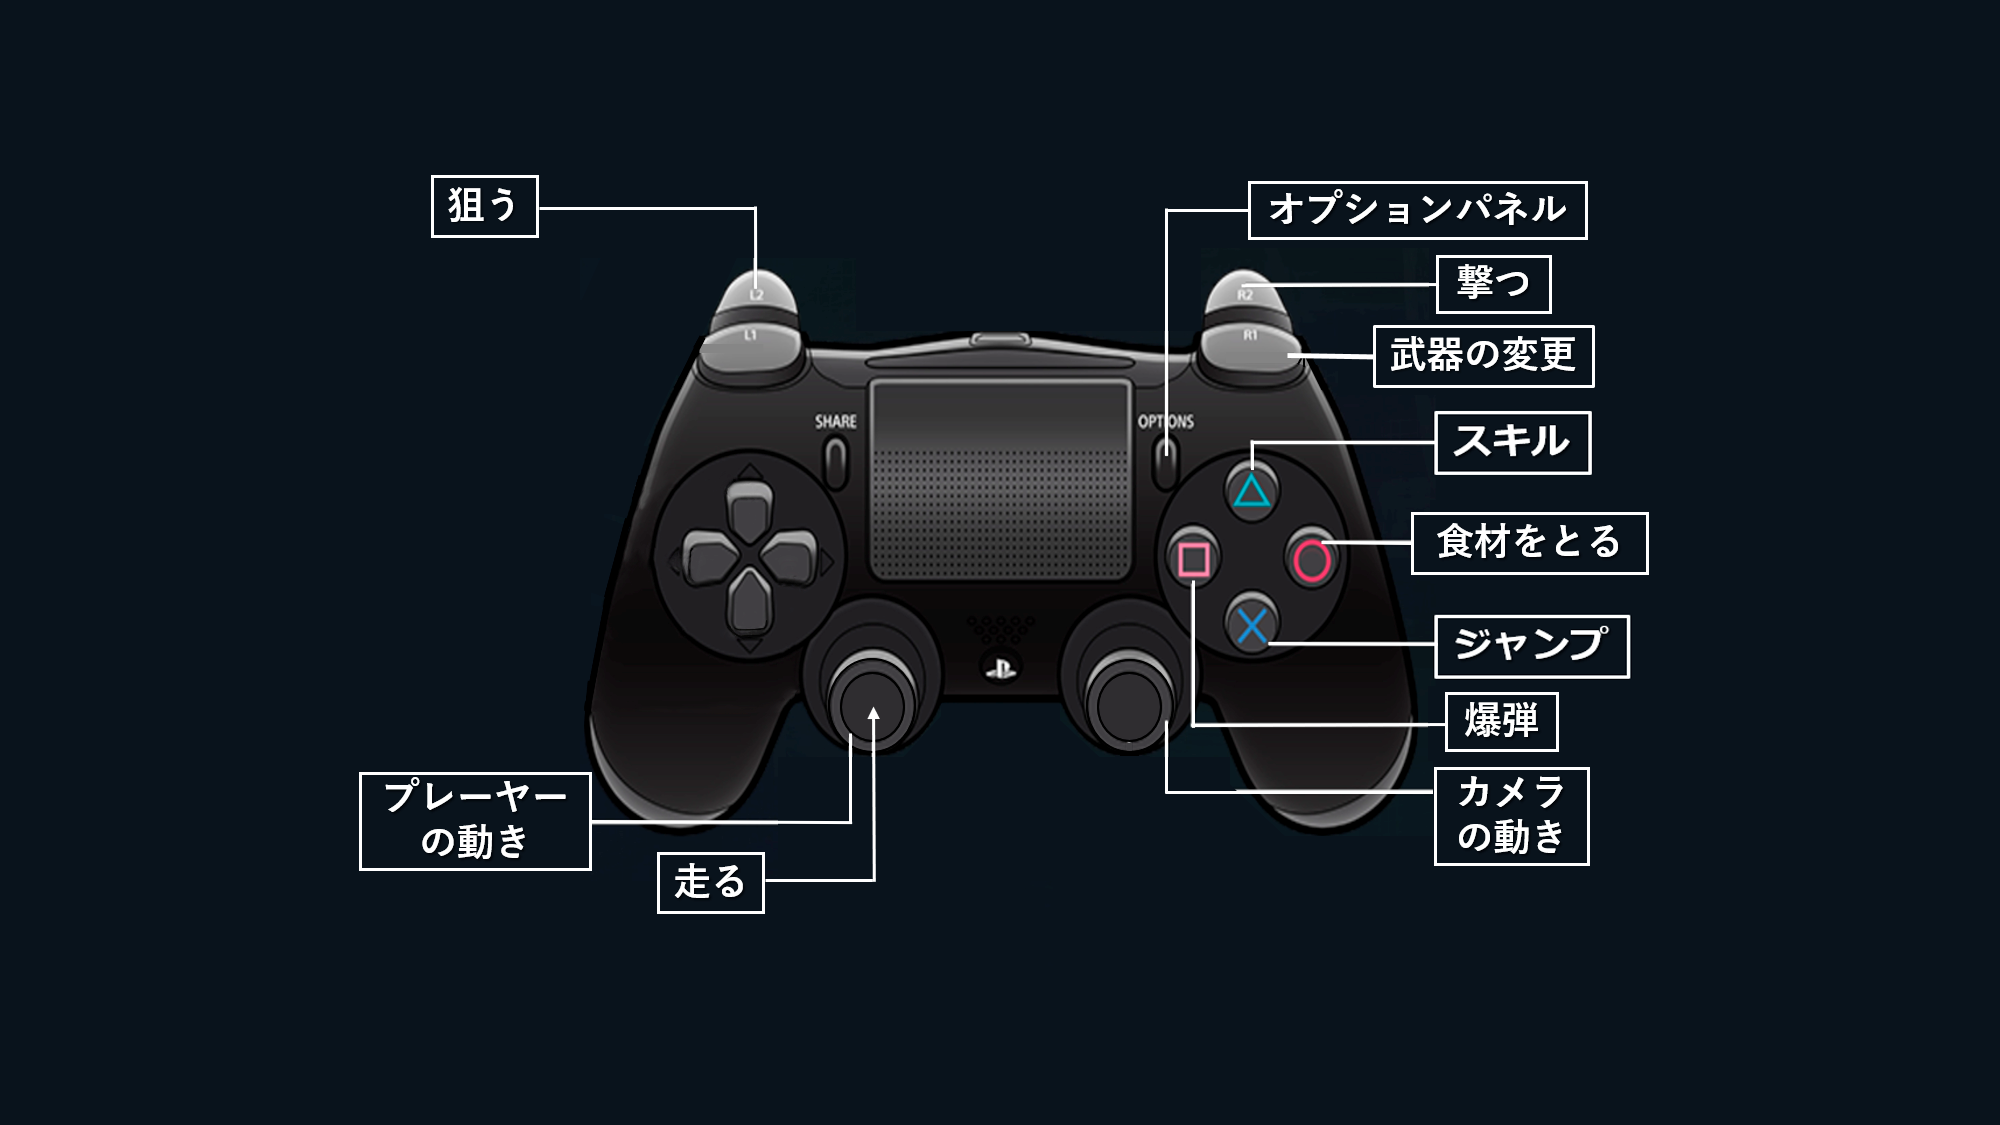 狙う
オプションパネル
L2
R2
撃つ
L1
R1
武器の変更
SHARE
OPTIONS
スキル
食材をとる
ジャンプ
爆弾
プレーヤー
の動き
カメラ
の動き
走る